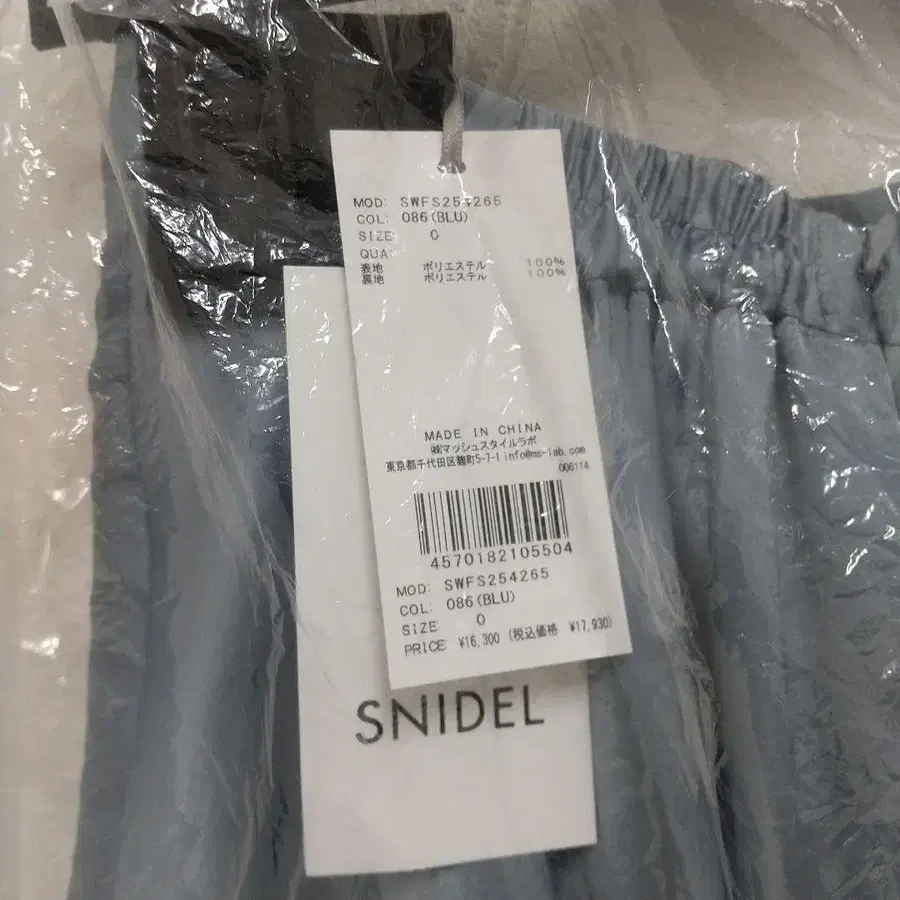 MOD: SWFS254265
COL: 086(BLU)
SIZE 0
QUA:
表地 ポリエステル 100%
裏地 ポリエステル 100%
MADE IN CHINA
㈱マッシュスタイルラボ
東京都千代田区麹町5-7-1 info@ms-lab.com
006114
4570182105504
MOD: SWFS254265
COL: 086(BLU)
SIZE 0
PRICE ¥16,300 (税込価格 ¥17,930)
SNIDEL